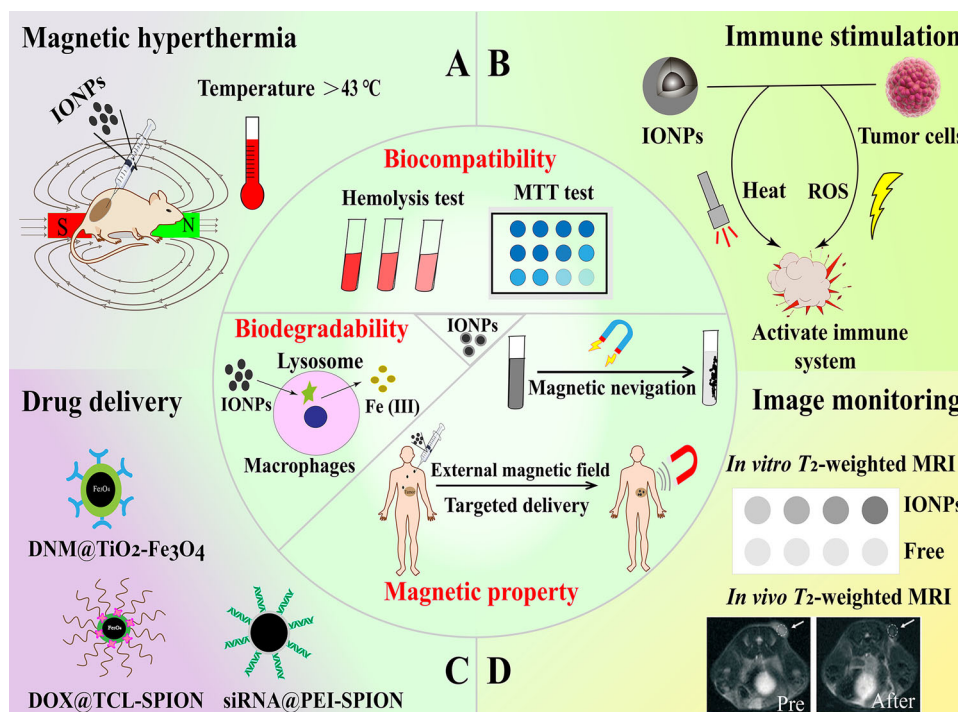 Magnetic hyperthermia
A
IONPs
Temperature >43 ℃
S
N
B
Immune stimulation
IONPs
Tumor cells
Heat
ROS
Activate immune
system
Biocompatibility
Hemolysis test
MTT test
Biodegradability
Lysosome
IONPs
Fe (III)
Macrophages
IONPs
Magnetic nevigation
External magnetic field
Targeted delivery
Magnetic property
Drug delivery
Fe₃O₄
DNM@TiO₂-Fe₃O₄
Fe₃O₄
DOX@TCL-SPION
siRNA@PEI-SPION
C
D
Image monitoring
In vitro T₂-weighted MRI
IONPs
Free
In vivo T₂-weighted MRI
Pre
After